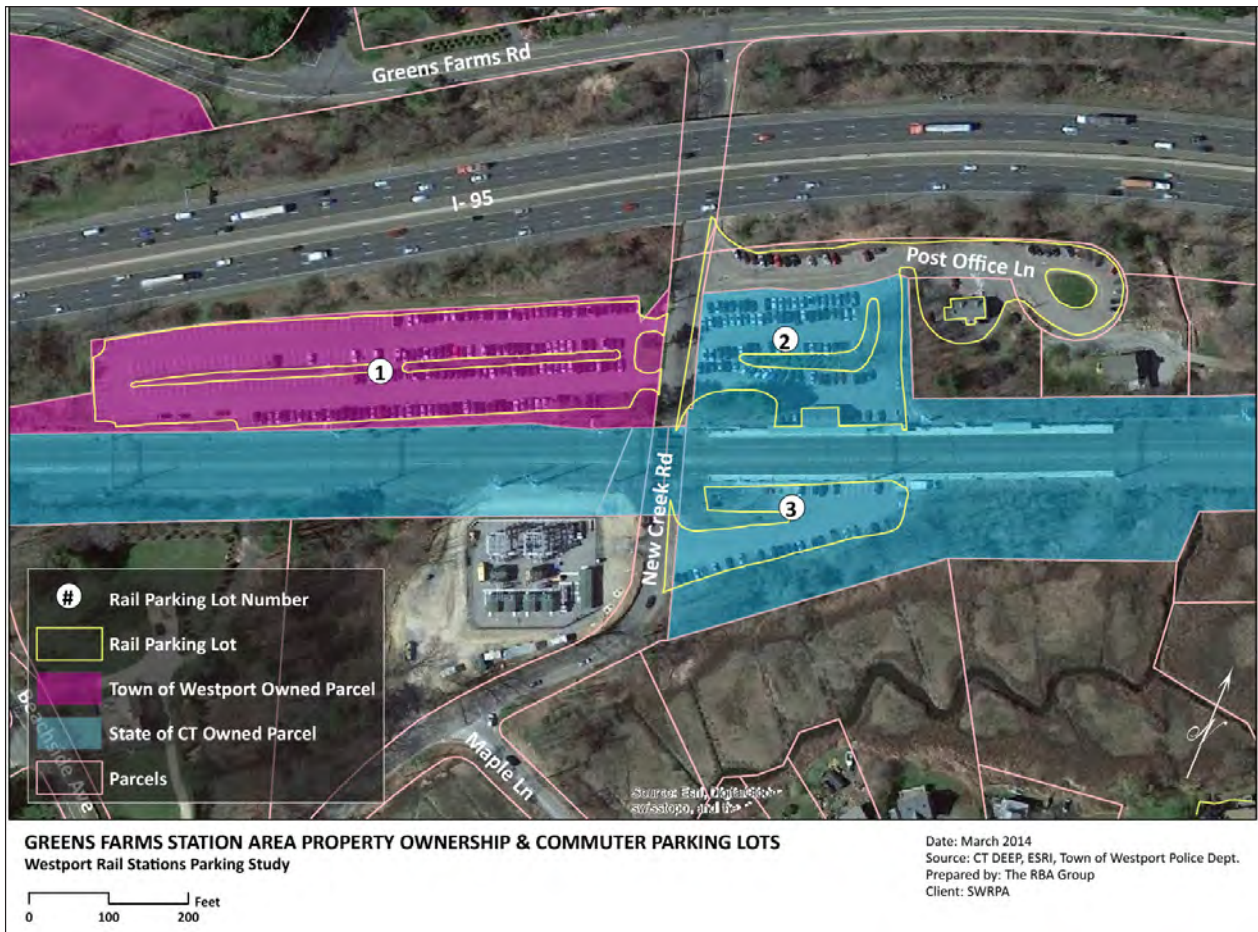 Greens Farms Rd
I- 95
Post Office Ln
2
1
New Creek Rd
3
# Rail Parking Lot Number
Rail Parking Lot
Town of Westport Owned Parcel
State of CT Owned Parcel
Parcels
Beachside Ave
Maple Ln
Source: Esri,
swisstopo, and the
N
GREENS FARMS STATION AREA PROPERTY OWNERSHIP & COMMUTER PARKING LOTS
Westport Rail Stations Parking Study
Feet
0 100 200
Date: March 2014
Source: CT DEEP, ESRI, Town of Westport Police Dept.
Prepared by: The RBA Group
Client: SWRPA